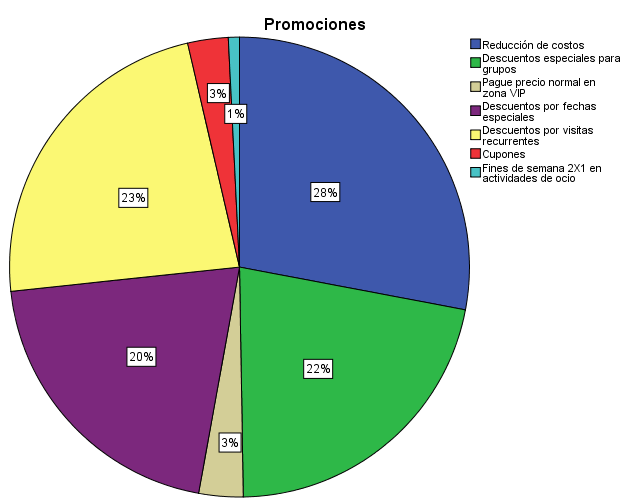 Promociones
Reducción de costos
Descuentos especiales para
grupos
Pague precio normal en
zona VIP
Descuentos por fechas
especiales
Descuentos por visitas
recurrentes
Cupones
Fines de semana 2X1 en
actividades de ocio
3%
1%
28%
23%
20%
22%
3%